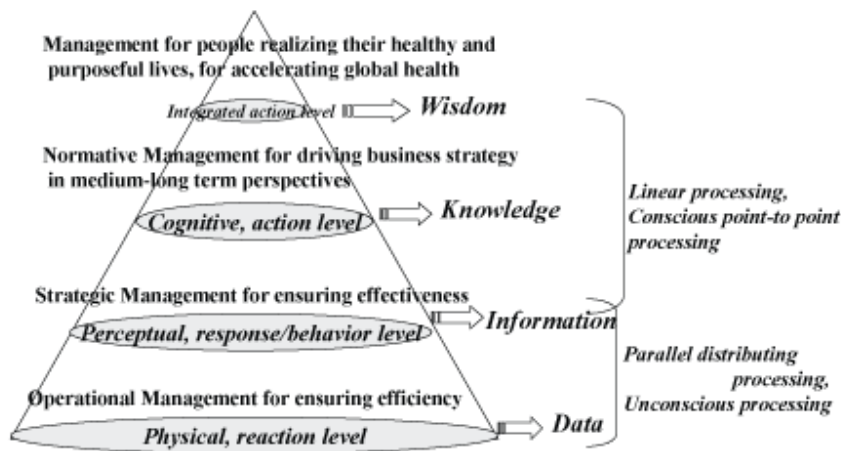 Management for people realizing their healthy and
purposeful lives, for accelerating global health
Integrated action level
Wisdom
Normative Management for driving business strategy
in medium-long term perspectives
Cognitive, action level
Knowledge
Linear processing,
Conscious point-to point
processing
Strategic Management for ensuring effectiveness
Perceptual, response/behavior level
Information
Parallel distributing
processing,
Unconscious processing
Operational Management for ensuring efficiency
Physical, reaction level
Data